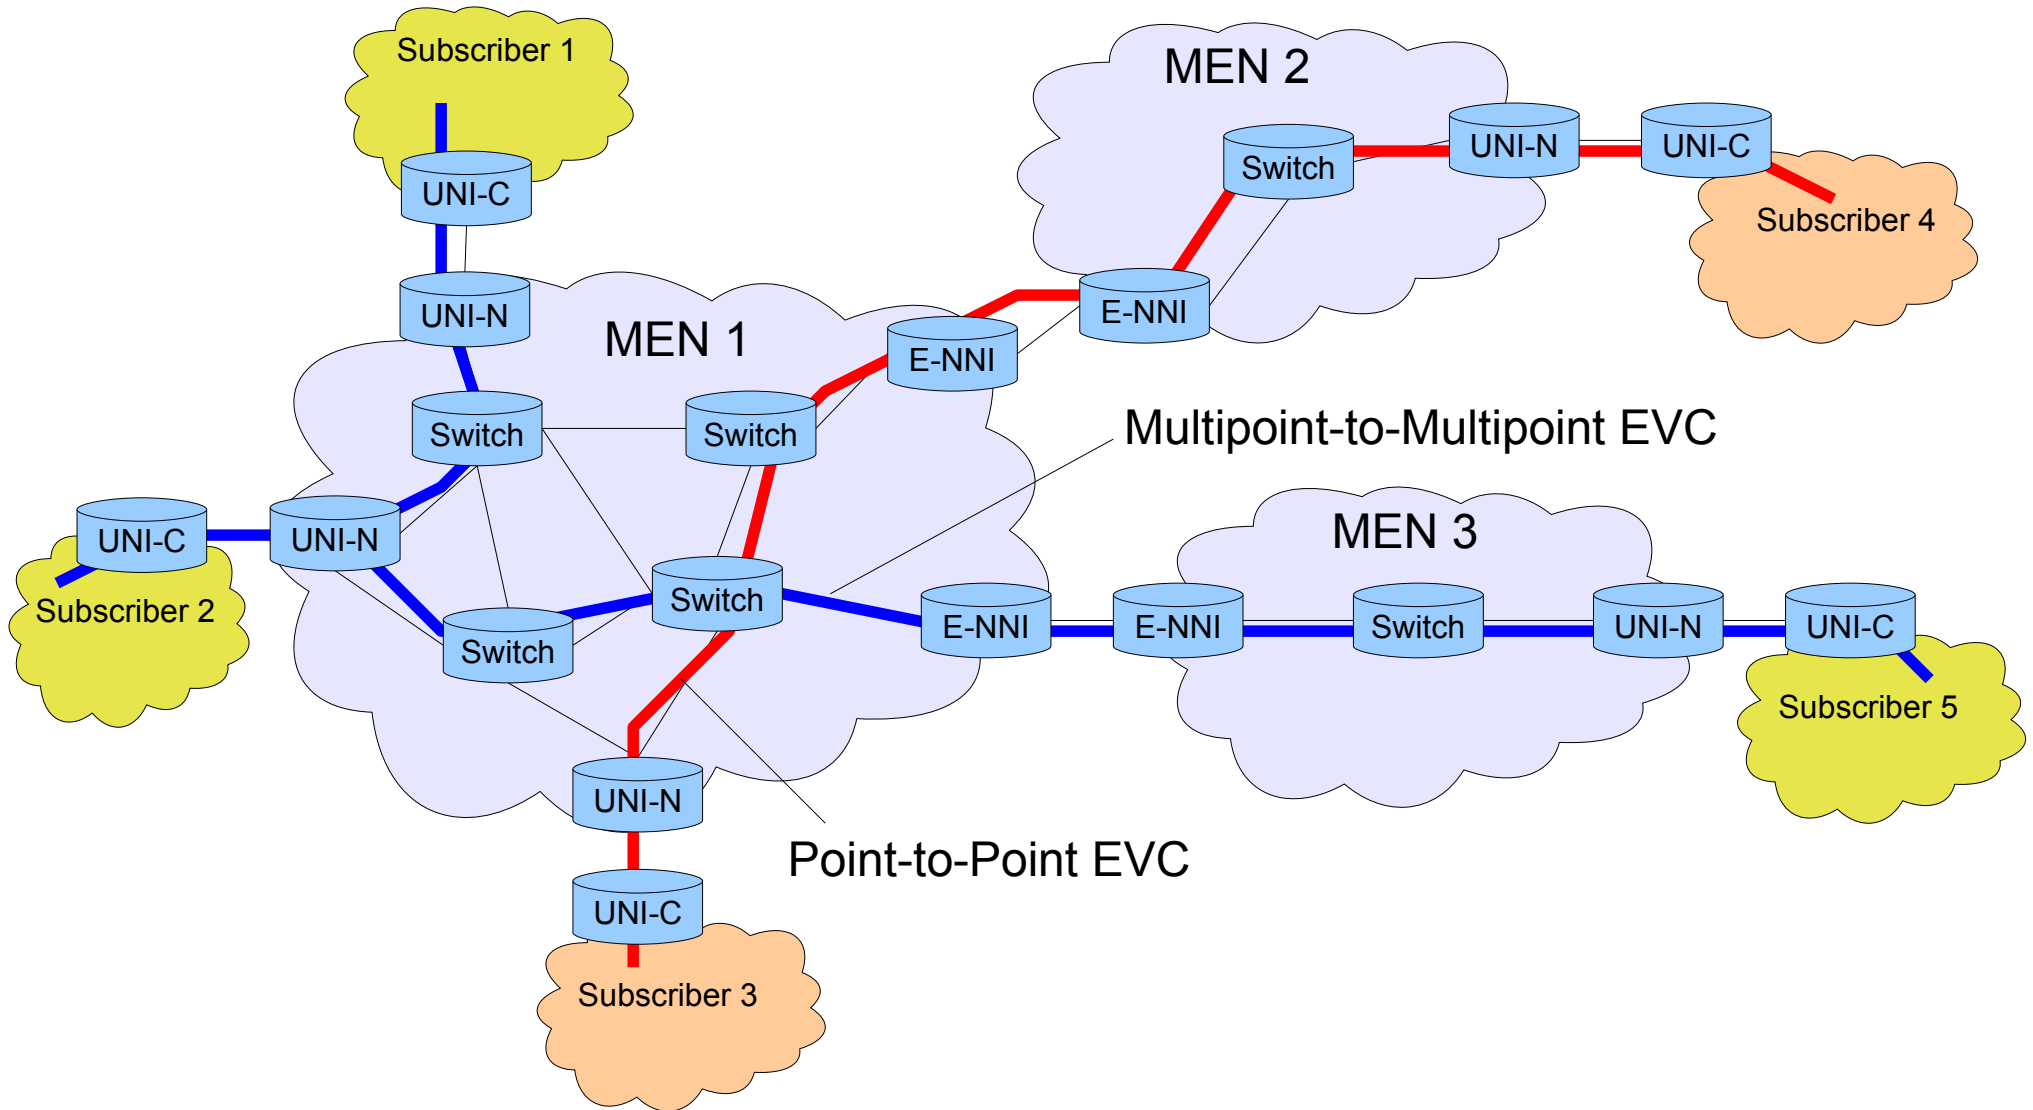 Subscriber 1
MEN 2
UNI-N
UNI-C
Switch
UNI-C
Subscriber 4
UNI-N
E-NNI
MEN 1
E-NNI
Switch
Switch
Multipoint-to-Multipoint EVC
UNI-C
UNI-N
MEN 3
Switch
Subscriber 2
E-NNI
E-NNI
Switch
UNI-N
UNI-C
Switch
Subscriber 5
UNI-N
Point-to-Point EVC
UNI-C
Subscriber 3